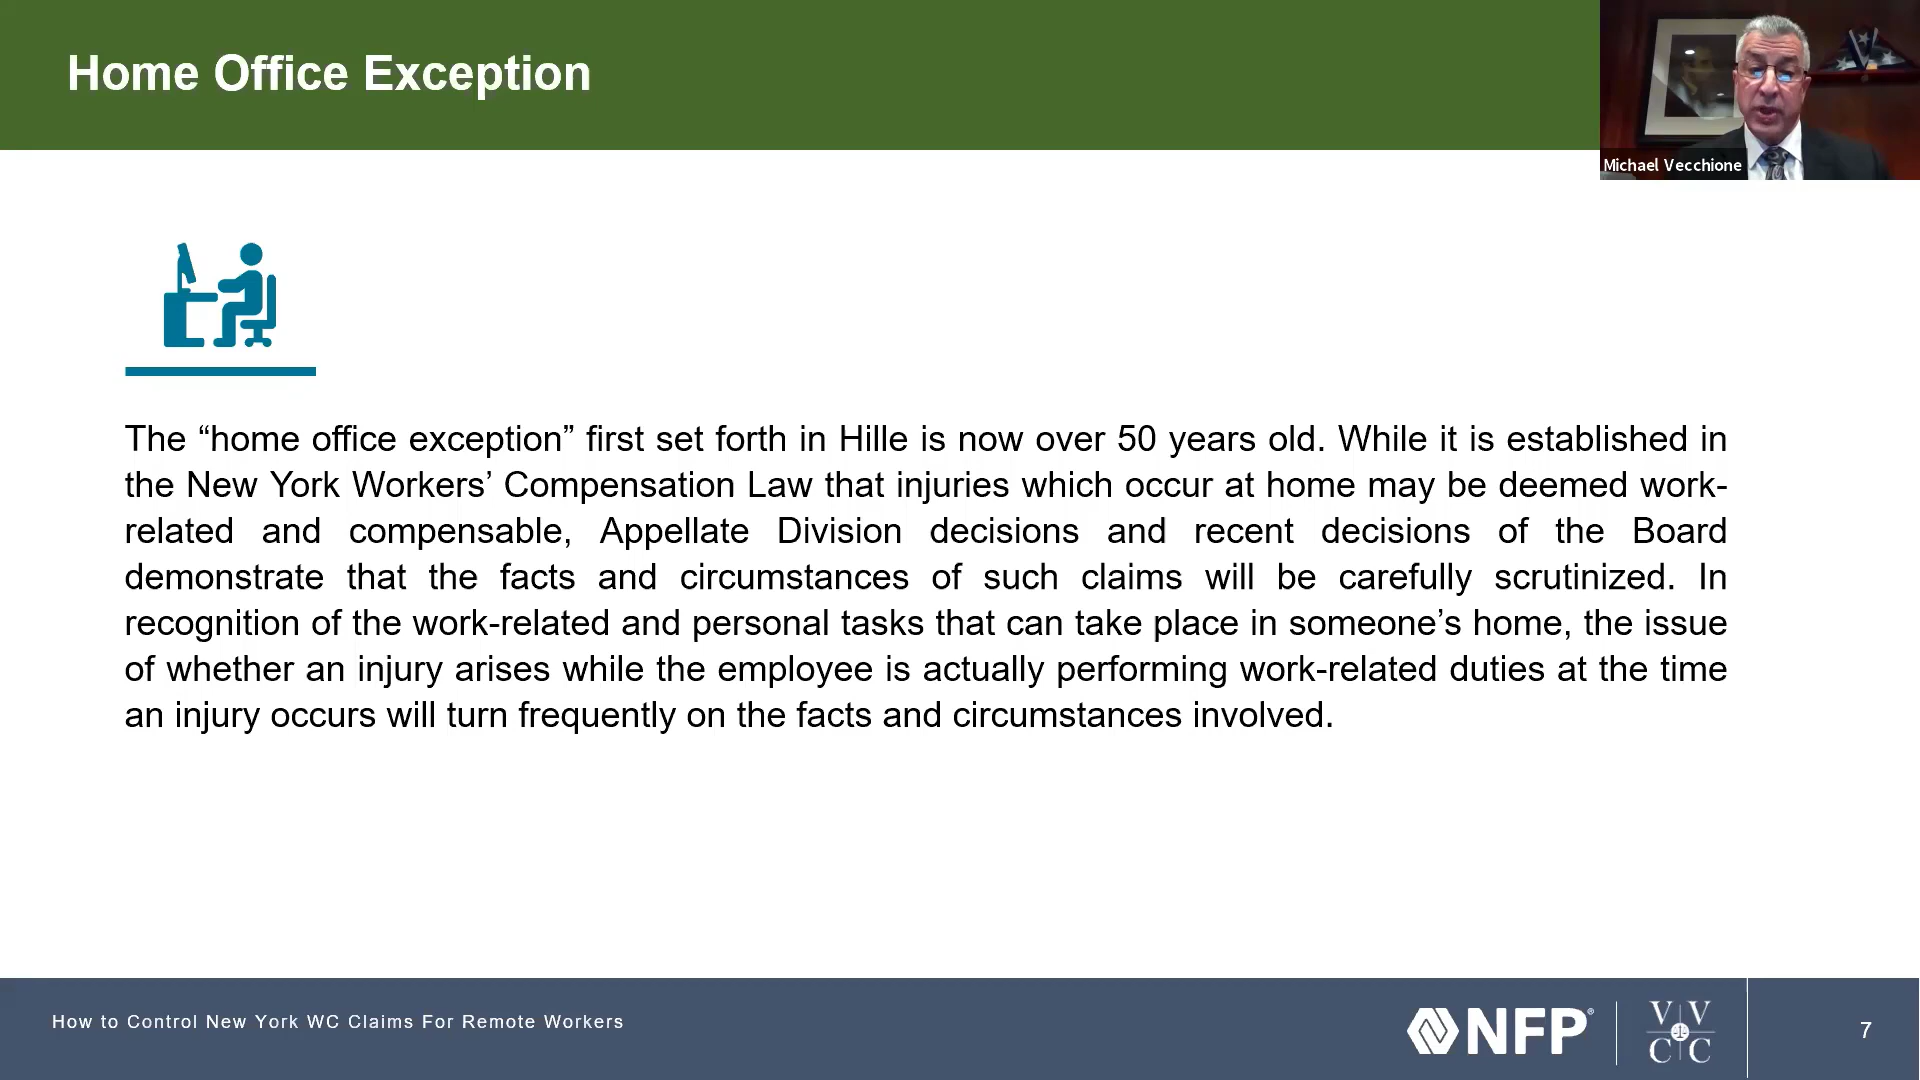 Home Office Exception
Michael Vecchione
The “home office exception” first set forth in Hille is now over 50 years old. While it is established in
the New York Workers’ Compensation Law that injuries which occur at home may be deemed work-
related and compensable, Appellate Division decisions and recent decisions of the Board
demonstrate that the facts and circumstances of such claims will be carefully scrutinized. In
recognition of the work-related and personal tasks that can take place in someone’s home, the issue
of whether an injury arises while the employee is actually performing work-related duties at the time
an injury occurs will turn frequently on the facts and circumstances involved.
How to Control New York WC Claims For Remote Workers
NFP®
V V
C C
7